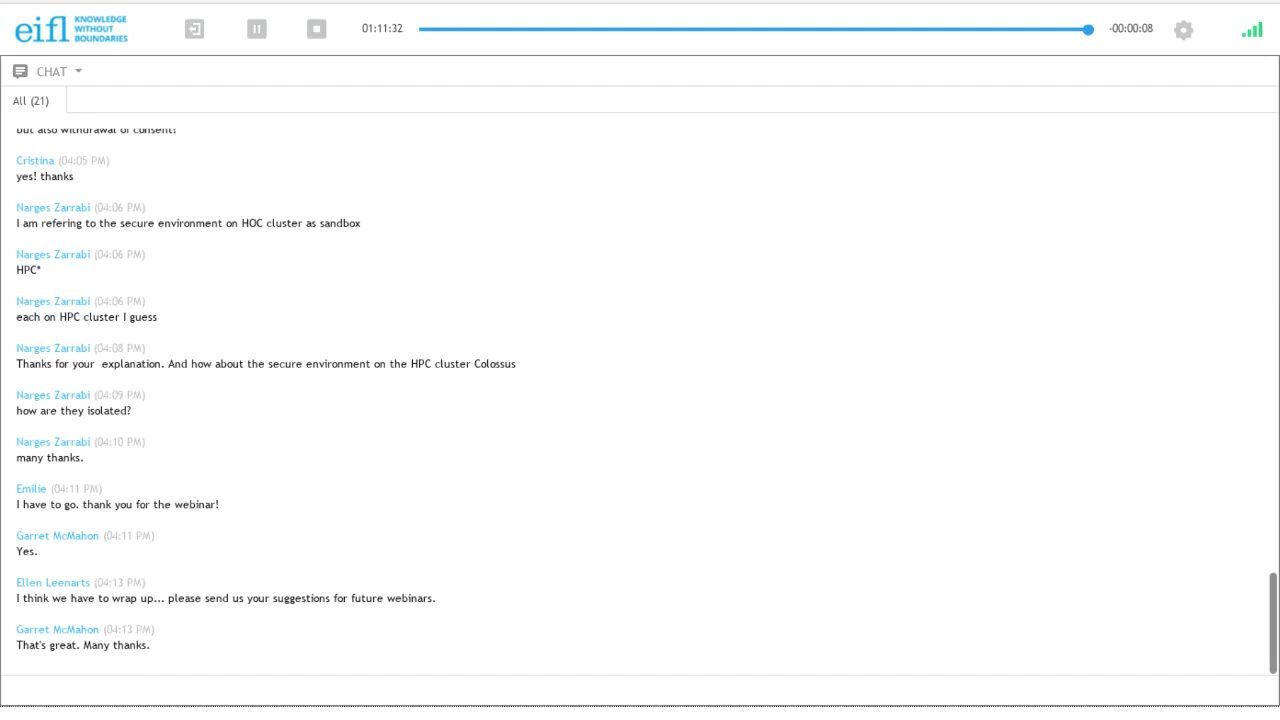 eifl KNOWLEDGE
WITHOUT
BOUNDARIES
01:11:32
-00:00:08
CHAT
All (21)
but also withdrawal of consent!
Cristina (04:05 PM)
yes! thanks
Narges Zarrabi (04:06 PM)
I am refering to the secure environment on HOC cluster as sandbox
Narges Zarrabi (04:06 PM)
HPC*
Narges Zarrabi (04:06 PM)
each on HPC cluster I guess
Narges Zarrabi (04:08 PM)
Thanks for your  explanation. And how about the secure environment on the HPC cluster Colossus
Narges Zarrabi (04:09 PM)
how are they isolated?
Narges Zarrabi (04:10 PM)
many thanks.
Emilie (04:11 PM)
I have to go. thank you for the webinar!
Garret McMahon (04:11 PM)
Yes.
Ellen Leenarts (04:13 PM)
I think we have to wrap up... please send us your suggestions for future webinars.
Garret McMahon (04:13 PM)
That's great. Many thanks.